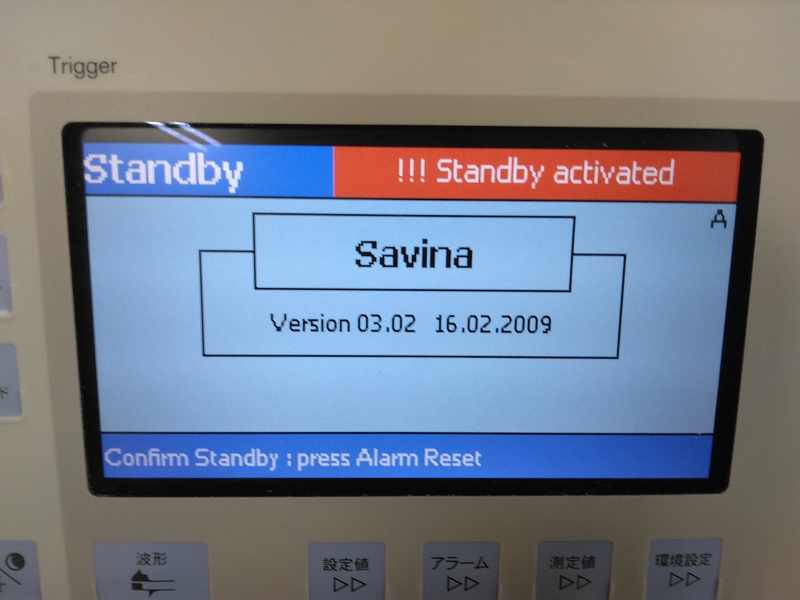 Trigger
Standby !!! Standby activated
A
Savina
Version 03.02 16.02.2009
Confirm Standby : press Alarm Reset
波形 設定値 アラーム 測定値 環境設定
ド